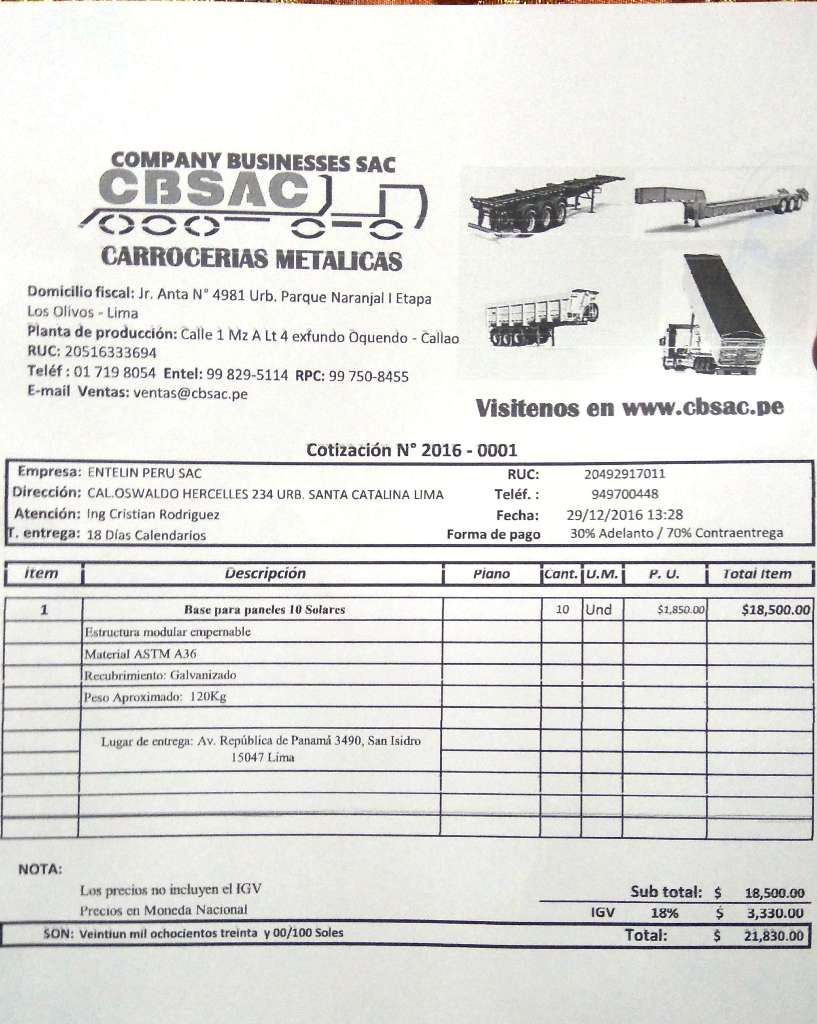 COMPANY BUSINESSES SAC
CBSAC
CARROCERIAS METALICAS
Domicilio fiscal: Jr. Anta N° 4981 Urb. Parque Naranjal I Etapa
Los Olivos - Lima
Planta de producción: Calle 1 Mz A Lt 4 exfundo Oquendo - Callao
RUC: 20516333694
Teléf : 01 719 8054 Entel: 99 829-5114 RPC: 99 750-8455
E-mail Ventas: ventas@cbsac.pe
Visitenos en www.cbsac.pe
Cotización N° 2016 - 0001
Empresa: ENTELIN PERU SAC RUC: 20492917011
Dirección: CAL.OSWALDO HERCELLES 234 URB. SANTA CATALINA LIMA Teléf. : 949700448
Atención: Ing Cristian Rodriguez Fecha: 29/12/2016 13:28
T. entrega: 18 Días Calendarios Forma de pago 30% Adelanto / 70% Contraentrega
Item Descripción Plano Cant. U.M. P. U. Total Item
1 Base para paneles 10 Solares 10 Und $1,850.00 $18,500.00
Estructura modular empernable
Material ASTM A36
Recubrimiento: Galvanizado
Peso Aproximado: 120Kg
Lugar de entrega: Av. República de Panamá 3490, San Isidro
15047 Lima
NOTA:
Los precios no incluyen el IGV Sub total: $ 18,500.00
Precios en Moneda Nacional IGV 18% $ 3,330.00
SON: Veintiun mil ochocientos treinta y 00/100 Soles Total: $ 21,830.00